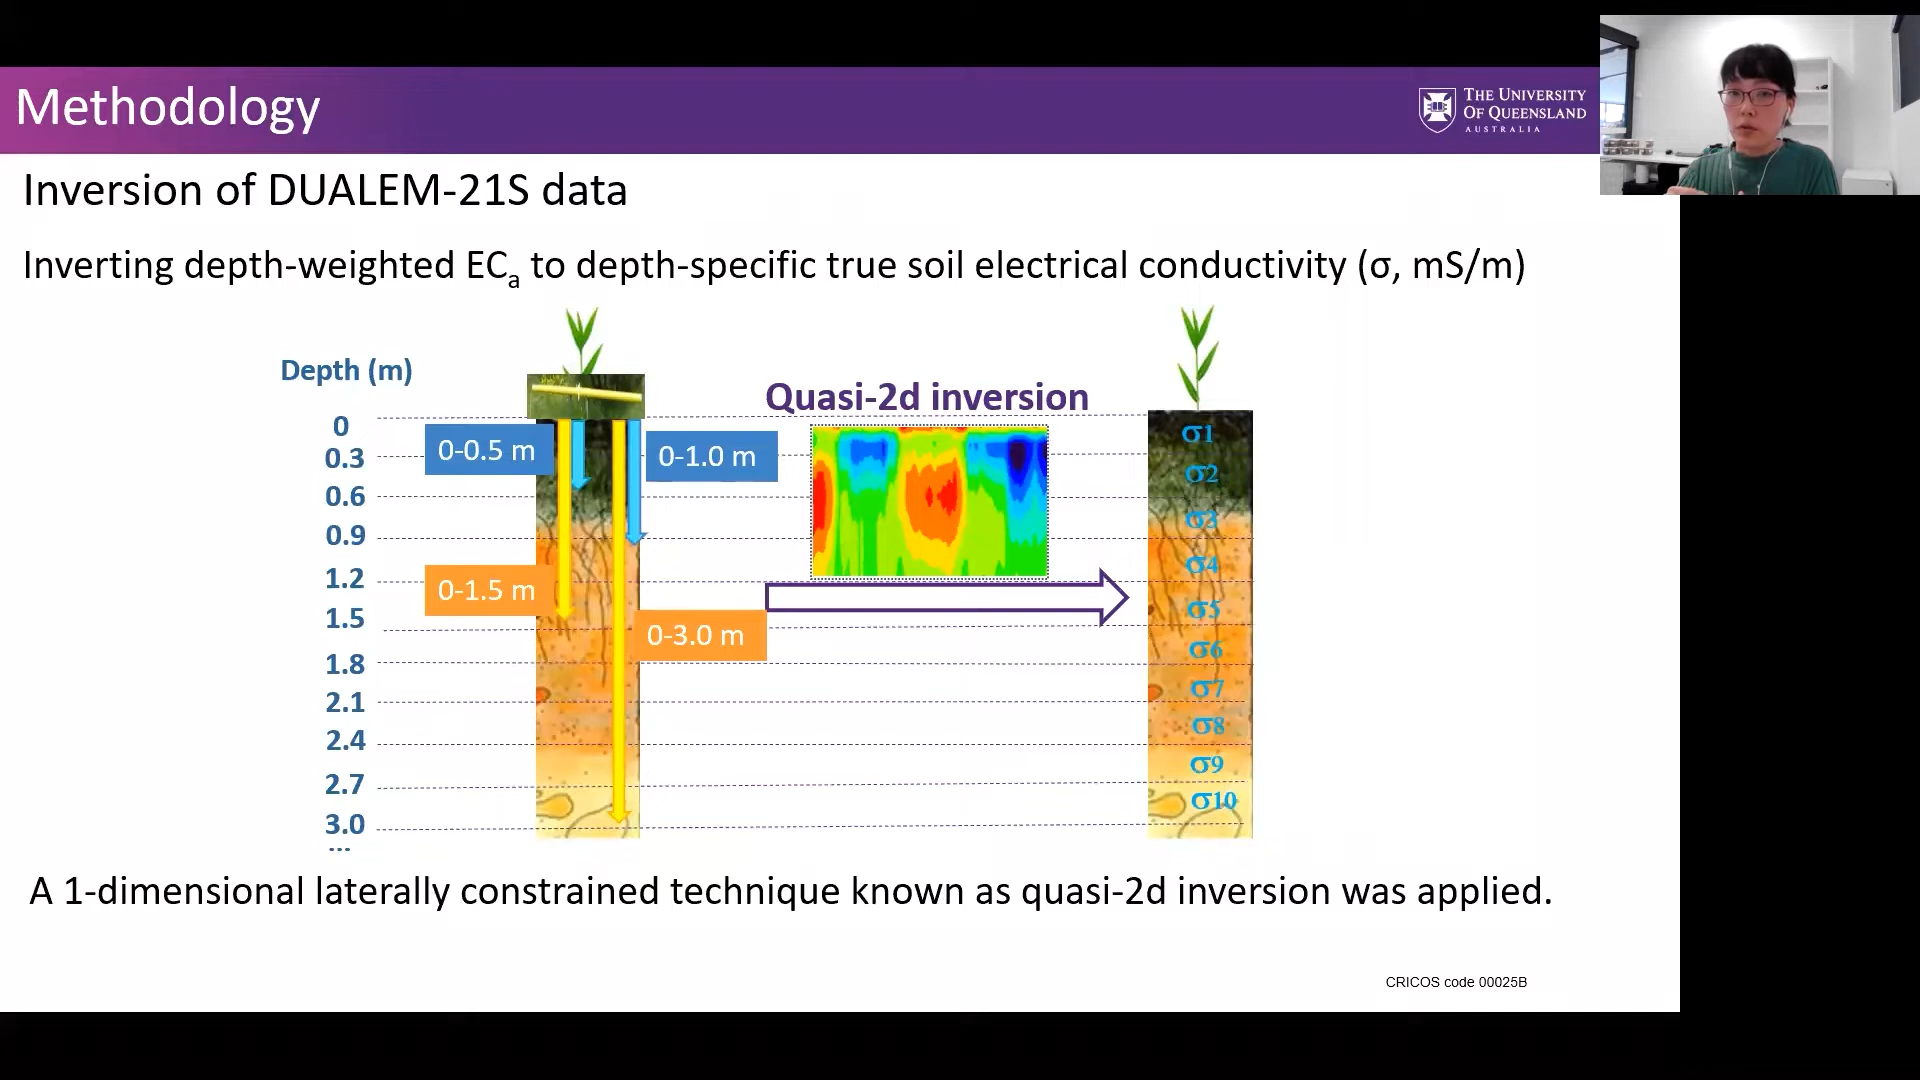 Methodology
THE UNIVERSITY
OF QUEENSLAND
AUSTRALIA
Inversion of DUALEM-21S data
Inverting depth-weighted ECa to depth-specific true soil electrical conductivity (σ, mS/m)
Depth (m)
Quasi-2d inversion
0
0.3
0.6
0.9
1.2
1.5
1.8
2.1
2.4
2.7
3.0
...
0-0.5 m
0-1.0 m
0-1.5 m
0-3.0 m
σ1
σ2
σ3
σ4
σ5
σ6
σ7
σ8
σ9
σ10
A 1-dimensional laterally constrained technique known as quasi-2d inversion was applied.
CRICOS code 00025B